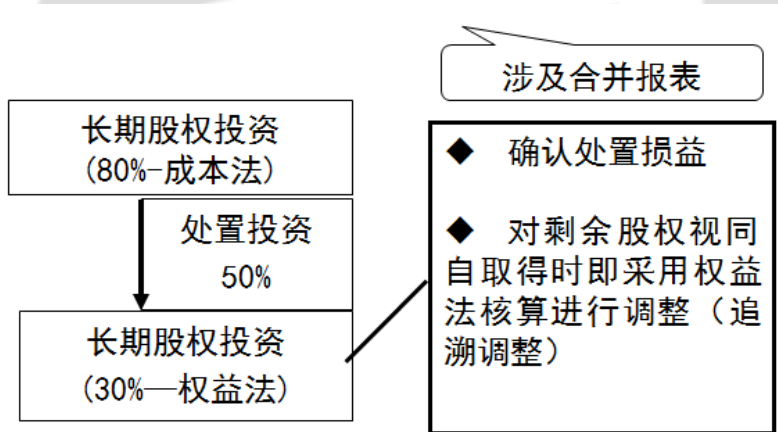 涉及合并报表
长期股权投资
(80%-成本法)
处置投资
50%
长期股权投资
(30%—权益法)
◆ 确认处置损益
◆ 对剩余股权视同
自取得时即采用权益
法核算进行调整（追
溯调整）